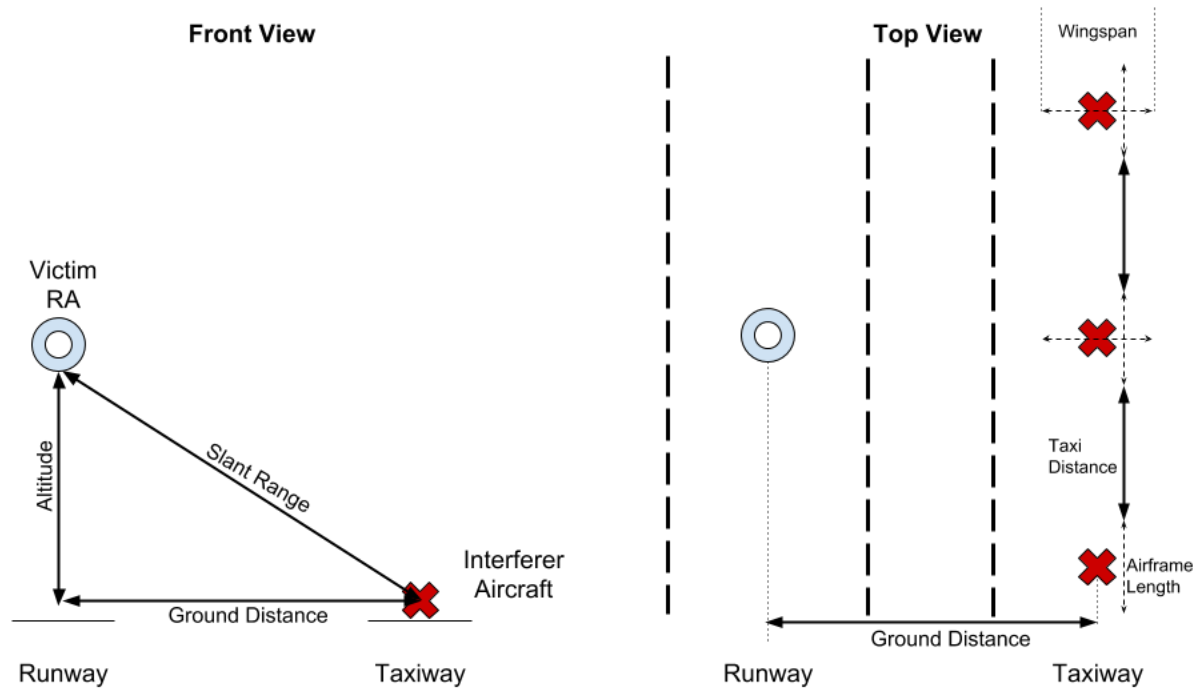 Front View
Victim
RA
Altitude
Slant Range
Interferer
Aircraft
Ground Distance
Runway
Taxiway
Top View
Wingspan
Taxi
Distance
Airframe
Length
Ground Distance
Runway
Taxiway